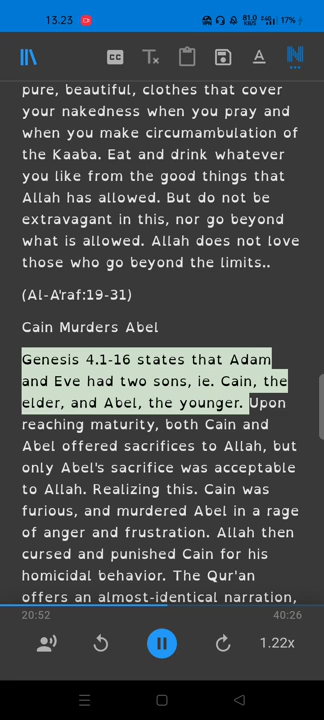 13.23
81.0 KB/S
17%
CC
pure, beautiful, clothes that cover
your nakedness when you pray and
when you make circumambulation of
the Kaaba. Eat and drink whatever
you like from the good things that
Allah has allowed. But do not be
extravagant in this, nor go beyond
what is allowed. Allah does not love
those who go beyond the limits..
(Al-A'raf:19-31)
Cain Murders Abel
Genesis 4.1-16 states that Adam
and Eve had two sons, ie. Cain, the
elder, and Abel, the younger. Upon
reaching maturity, both Cain and
Abel offered sacrifices to Allah, but
only Abel's sacrifice was acceptable
to Allah. Realizing this. Cain was
furious, and murdered Abel in a rage
of anger and frustration. Allah then
cursed and punished Cain for his
homicidal behavior. The Qur'an
offers an almost-identical narration,
20:52
40:26
1.22x